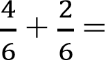 4/6 + 2/6 =